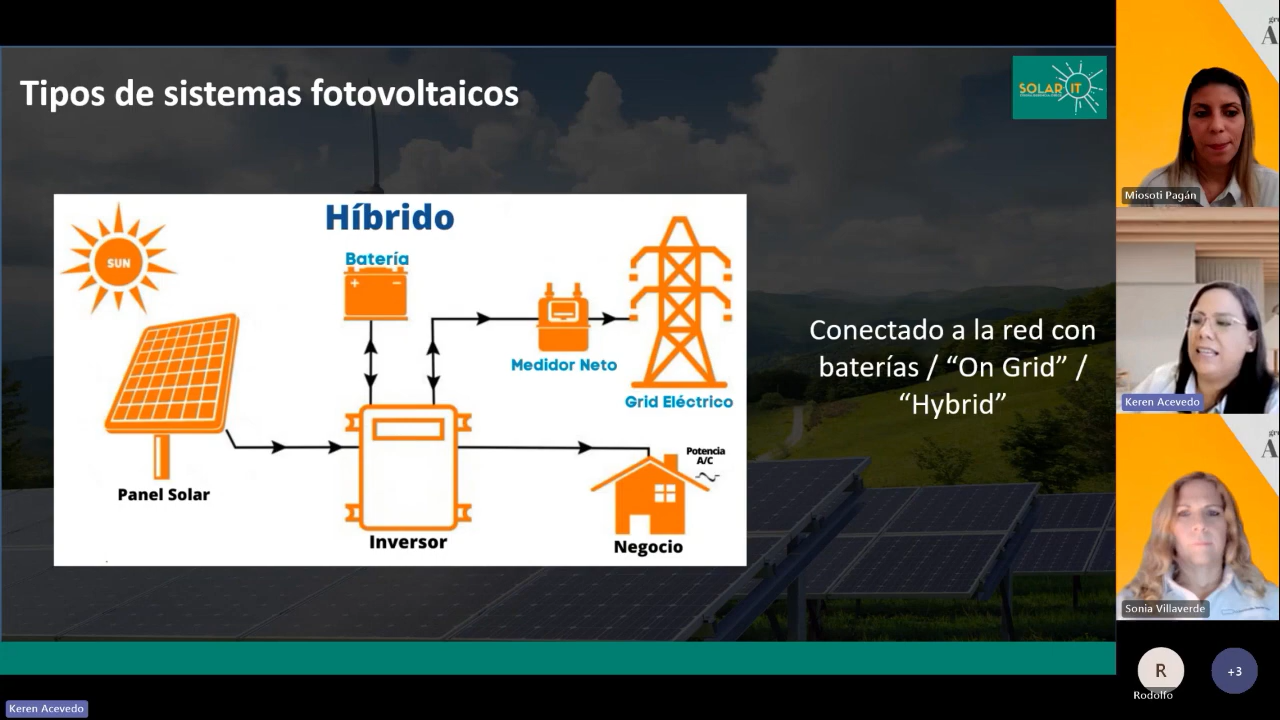 Tipos de sistemas fotovoltaicos
SOLAR IT
Híbrido
SUN
Batería
+ −
Medidor Neto
Grid Eléctrico
Potencia
A/C
Panel Solar
Inversor
Negocio
Conectado a la red con
baterías / “On Grid” /
“Hybrid”
A
Miosoti Pagán
Keren Acevedo
A
Sonia Villaverde
R
Rodolfo
+3
Keren Acevedo